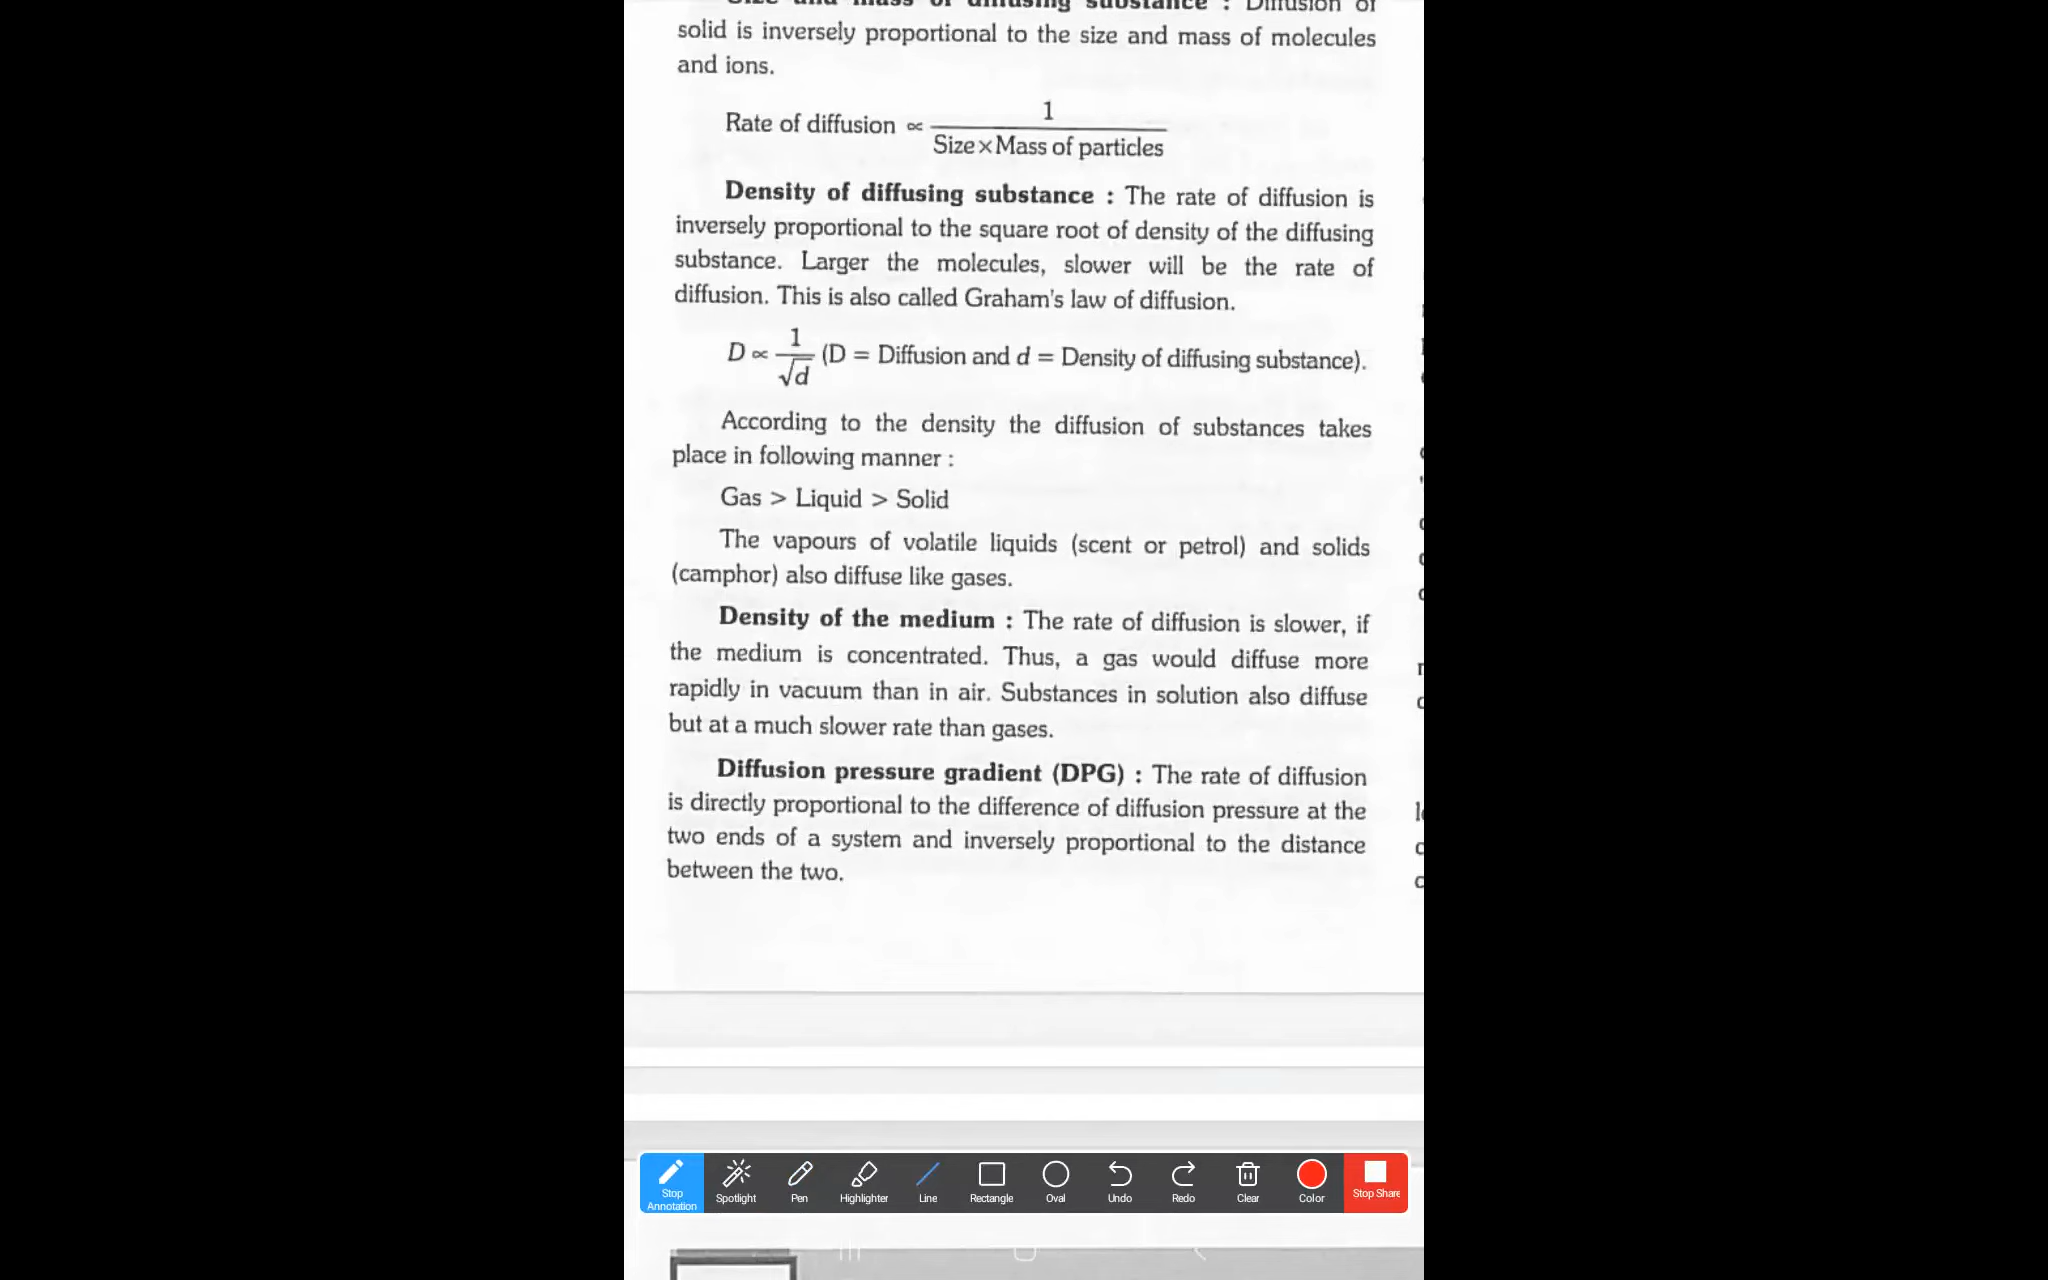 Size and mass of diffusing substance : Diffusion of
solid is inversely proportional to the size and mass of molecules
and ions.
Rate of diffusion ∝ 1 / Size×Mass of particles
Density of diffusing substance : The rate of diffusion is
inversely proportional to the square root of density of the diffusing
substance. Larger the molecules, slower will be the rate of
diffusion. This is also called Graham's law of diffusion.
D ∝ 1/√d (D = Diffusion and d = Density of diffusing substance).
According to the density the diffusion of substances takes
place in following manner :
Gas > Liquid > Solid
The vapours of volatile liquids (scent or petrol) and solids
(camphor) also diffuse like gases.
Density of the medium : The rate of diffusion is slower, if
the medium is concentrated. Thus, a gas would diffuse more
rapidly in vacuum than in air. Substances in solution also diffuse
but at a much slower rate than gases.
Diffusion pressure gradient (DPG) : The rate of diffusion
is directly proportional to the difference of diffusion pressure at the
two ends of a system and inversely proportional to the distance
between the two.
Stop Annotation
Spotlight
Pen
Highlighter
Line
Rectangle
Oval
Undo
Redo
Clear
Color
Stop Share